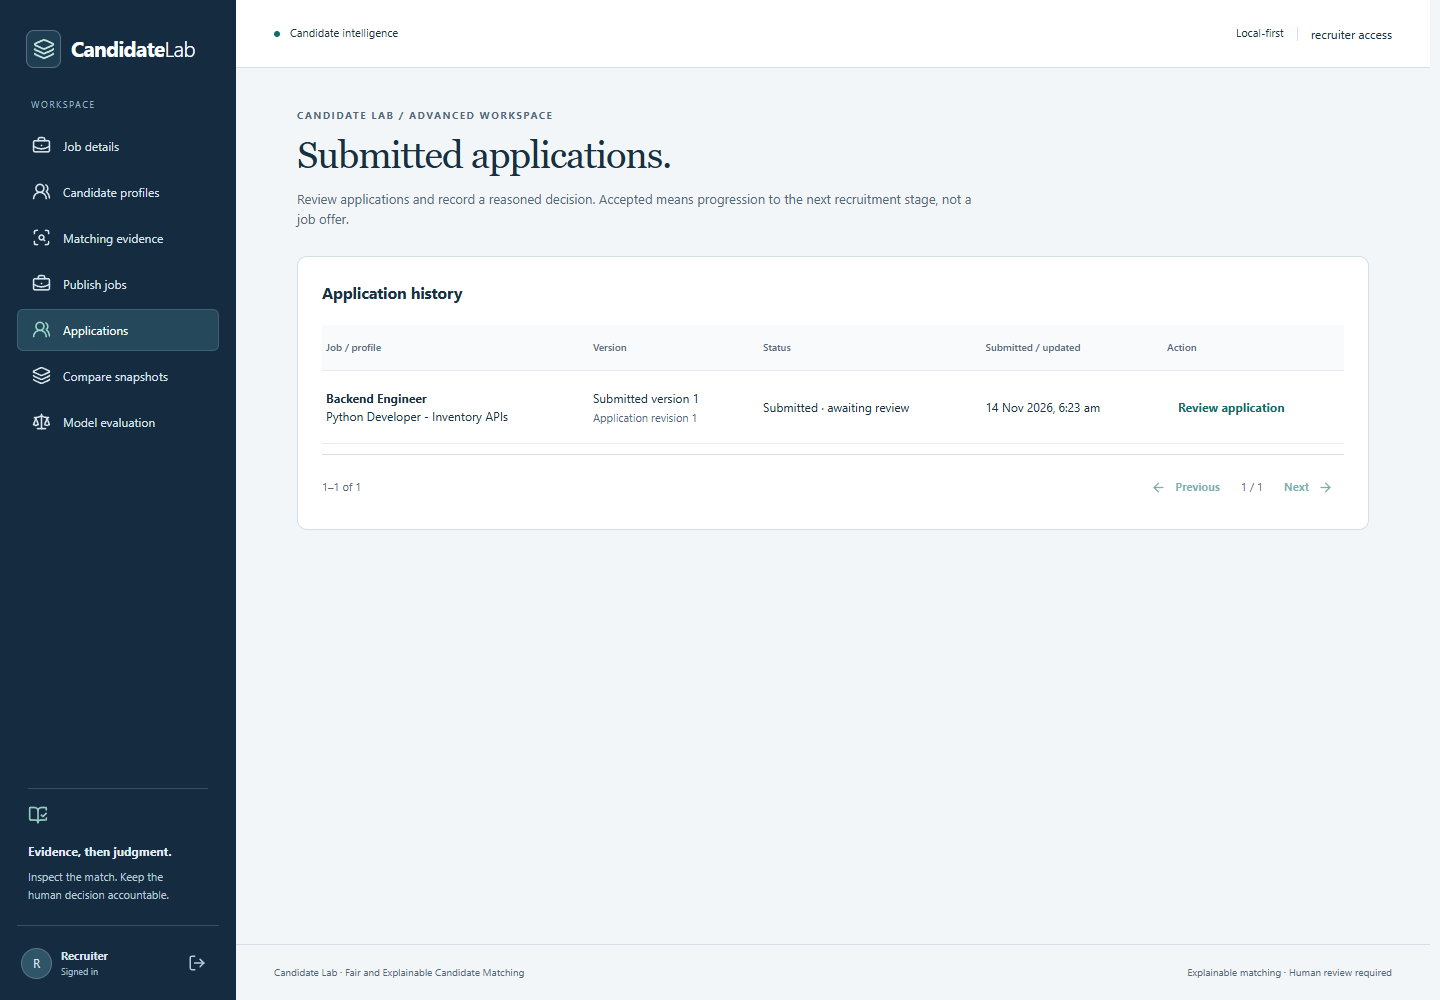 CandidateLab
WORKSPACE
Job details
Candidate profiles
Matching evidence
Publish jobs
Applications
Compare snapshots
Model evaluation
Evidence, then judgment.
Inspect the match. Keep the
human decision accountable.
R
Recruiter
Signed in
Candidate intelligence
Local-first
recruiter access
CANDIDATE LAB / ADVANCED WORKSPACE
Submitted applications.
Review applications and record a reasoned decision. Accepted means progression to the next recruitment stage, not a
job offer.
Application history
Job / profile Version Status Submitted / updated Action
Backend Engineer
Python Developer - Inventory APIs
Submitted version 1
Application revision 1
Submitted · awaiting review
14 Nov 2026, 6:23 am
Review application
1–1 of 1
Previous 1 / 1 Next
Candidate Lab · Fair and Explainable Candidate Matching
Explainable matching · Human review required